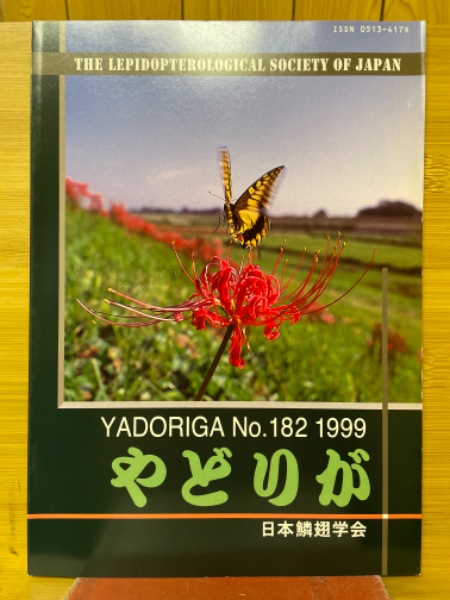 ISSN 0513-417X
THE LEPIDOPTEROLOGICAL SOCIETY OF JAPAN
YADORIGA No.182 1999
やどりが
日本鱗翅学会